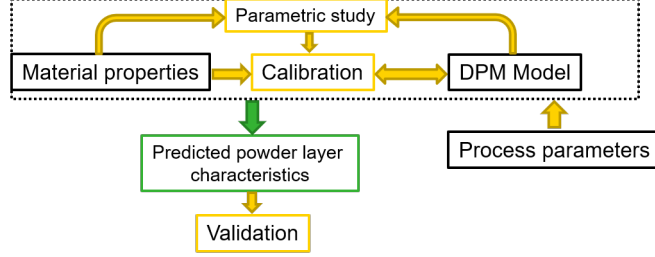 Parametric study
Material properties
Calibration
DPM Model
Predicted powder layer
characteristics
Process parameters
Validation